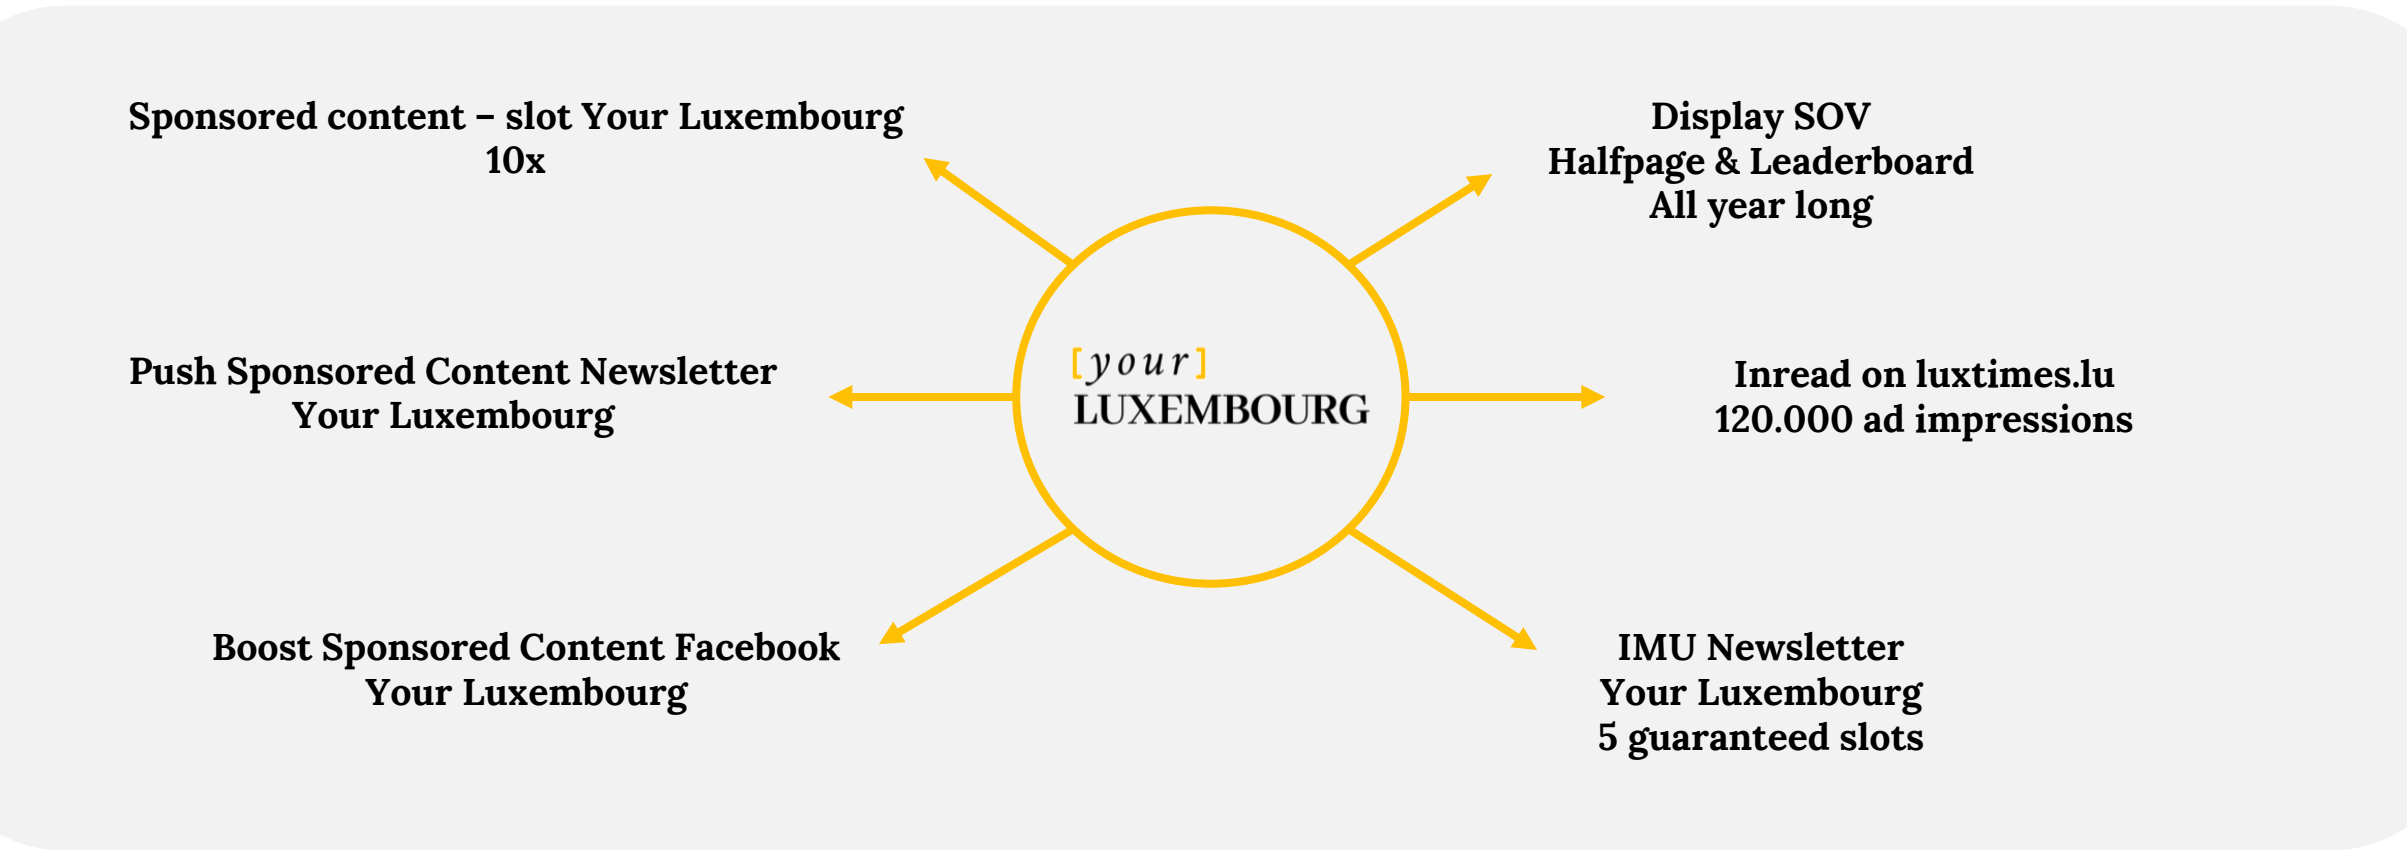 Sponsored content – slot Your Luxembourg
10x
Display SOV
Halfpage & Leaderboard
All year long
Push Sponsored Content Newsletter
Your Luxembourg
[your]
LUXEMBOURG
Inread on luxtimes.lu
120.000 ad impressions
Boost Sponsored Content Facebook
Your Luxembourg
IMU Newsletter
Your Luxembourg
5 guaranteed slots